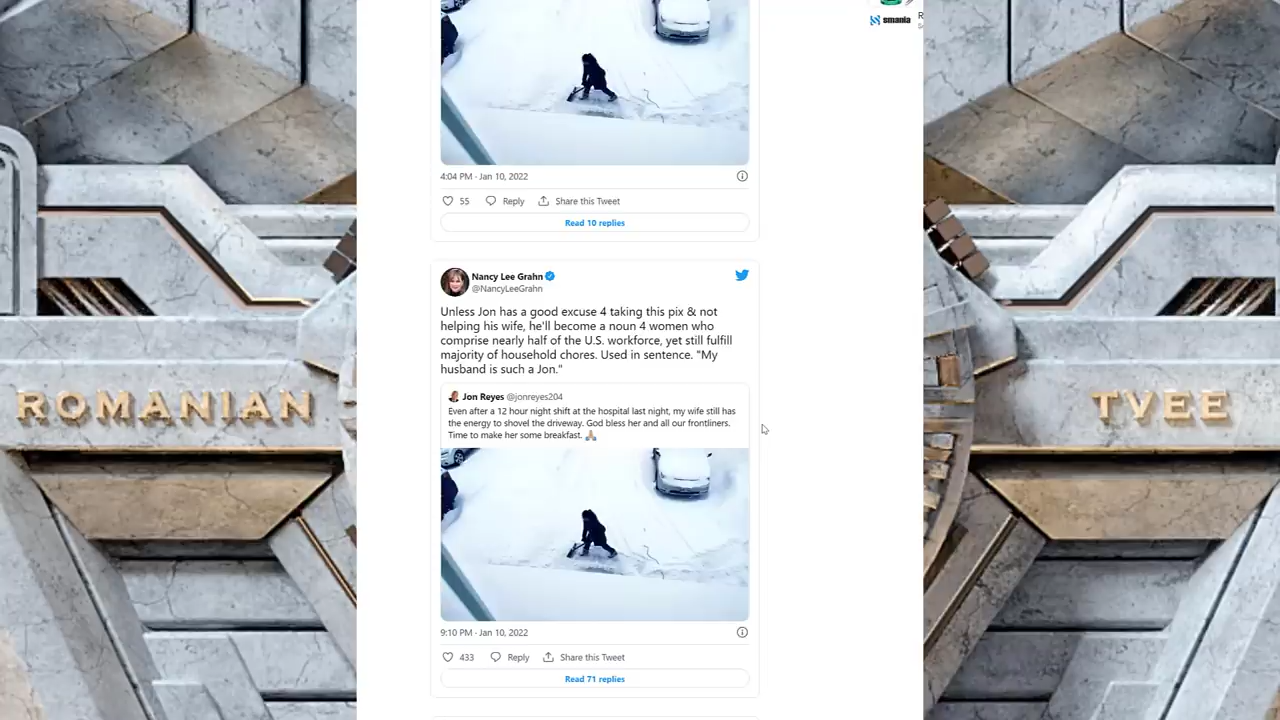 smania
R
4:04 PM · Jan 10, 2022
55 Reply Share this Tweet
Read 10 replies
Nancy Lee Grahn
@NancyLeeGrahn
Unless Jon has a good excuse 4 taking this pix & not
helping his wife, he'll become a noun 4 women who
comprise nearly half of the U.S. workforce, yet still fulfill
majority of household chores. Used in sentence. "My
husband is such a Jon."
Jon Reyes @jonreyes204
Even after a 12 hour night shift at the hospital last night, my wife still has
the energy to shovel the driveway. God bless her and all our frontliners.
Time to make her some breakfast. 🙏🏼
ROMANIAN
TVEE
9:10 PM · Jan 10, 2022
433 Reply Share this Tweet
Read 71 replies